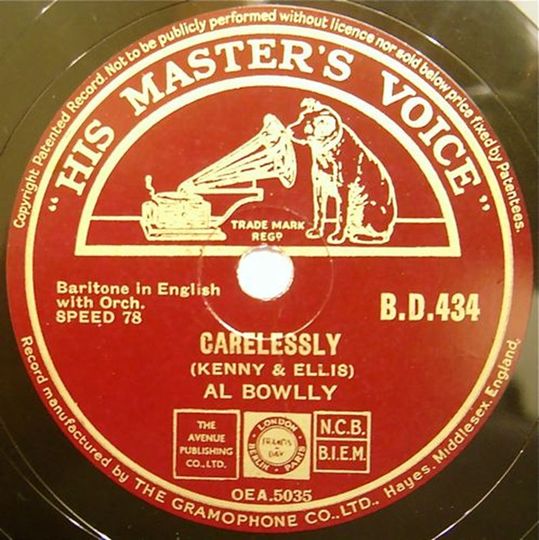 Copyright Patented Record. Not to be publicly performed without licence nor sold below price fixed by Patentees.
"HIS MASTER'S VOICE"
TRADE MARK
REGD
Baritone in English
with Orch.
SPEED 78
B.D.434
CARELESSLY
(KENNY & ELLIS)
AL BOWLLY
THE
AVENUE
PUBLISHING
CO., LTD.
LONDON
FRANCIS
DAY
BERLIN · PARIS
N.C.B.
B.I.E.M.
OEA.5035
Record manufactured by THE GRAMOPHONE CO., LTD., Hayes, Middlesex, England,